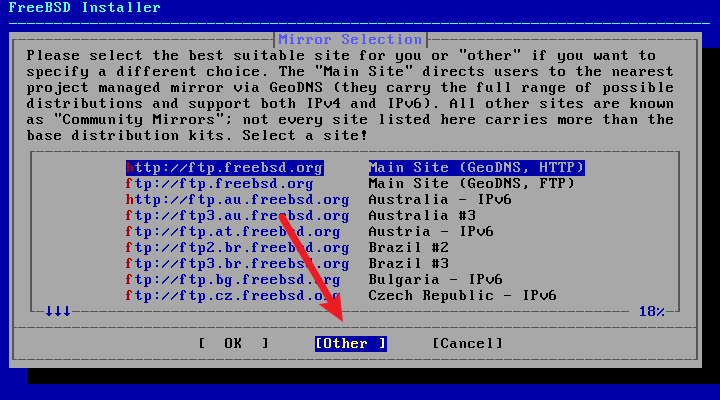 FreeBSD Installer
Mirror Selection
Please select the best suitable site for you or "other" if you want to
specify a different choice. The "Main Site" directs users to the nearest
project managed mirror via GeoDNS (they carry the full range of possible
distributions and support both IPv4 and IPv6). All other sites are known
as "Community Mirrors"; not every site listed here carries more than the
base distribution kits. Select a site!
http://ftp.freebsd.org Main Site (GeoDNS, HTTP)
ftp://ftp.freebsd.org Main Site (GeoDNS, FTP)
http://ftp.au.freebsd.org Australia - IPv6
ftp://ftp3.au.freebsd.org Australia #3
ftp://ftp.at.freebsd.org Austria - IPv6
ftp://ftp2.br.freebsd.org Brazil #2
ftp://ftp3.br.freebsd.org Brazil #3
ftp://ftp.bg.freebsd.org Bulgaria - IPv6
ftp://ftp.cz.freebsd.org Czech Republic - IPv6
↓↓↓ 18%
[ OK ] [Other ] [Cancel]